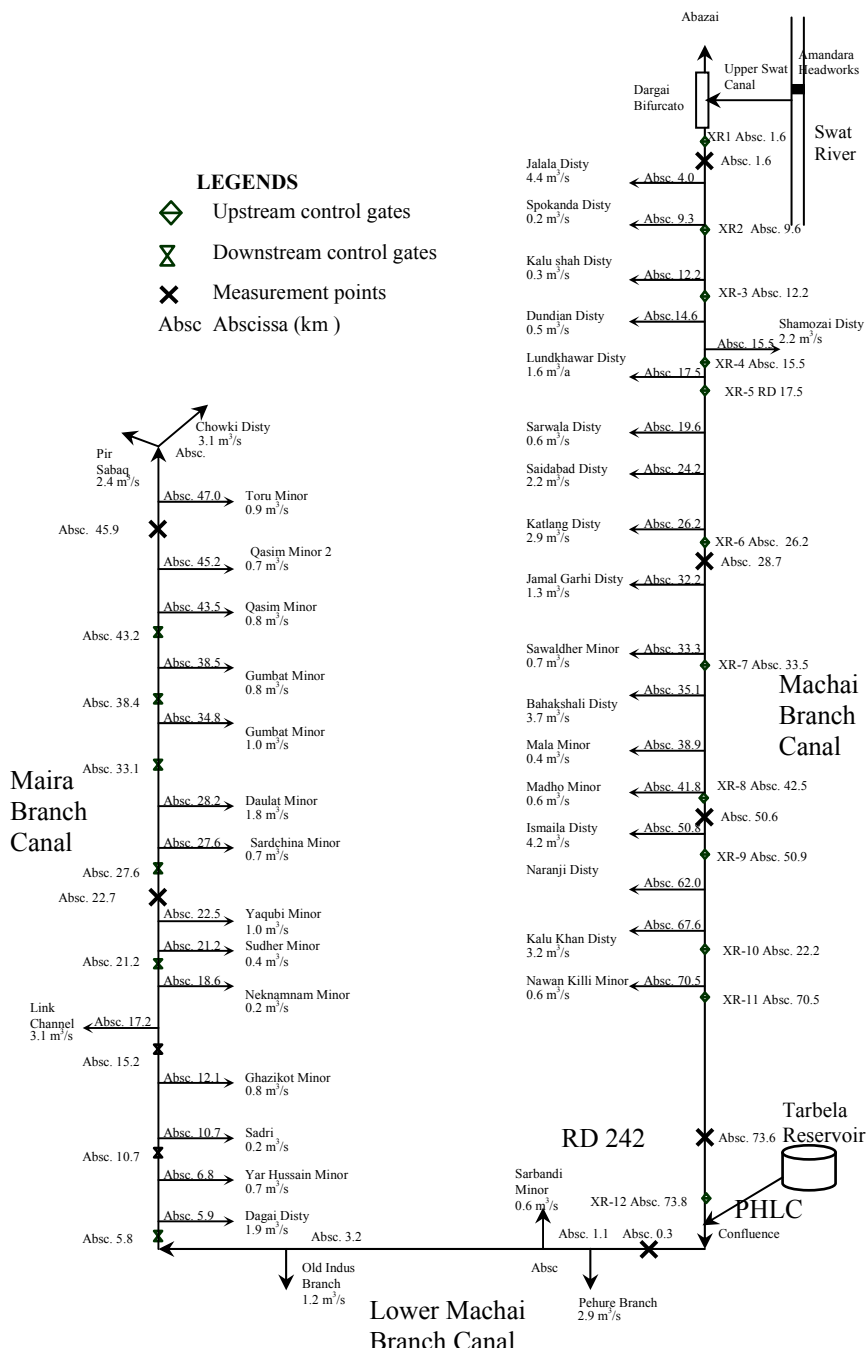 Abazai
Amandara
Headworks
Upper Swat
Canal
Dargai
Bifurcato
Swat
River
XR1 Absc. 1.6
Absc. 1.6
LEGENDS
Upstream control gates
Downstream control gates
Measurement points
Absc Abscissa (km )
Jalala Disty
4.4 m³/s
Absc. 4.0
Spokanda Disty
0.2 m³/s
Absc. 9.3
XR2 Absc. 9.6
Kalu shah Disty
0.3 m³/s
Absc. 12.2
XR-3 Absc. 12.2
Dundian Disty
0.5 m³/s
Absc.14.6
Shamozai Disty
2.2 m³/s
Absc. 15.5
XR-4 Absc. 15.5
Lundkhawar Disty
1.6 m³/a
Absc. 17.5
XR-5 RD 17.5
Sarwala Disty
0.6 m³/s
Absc. 19.6
Saidabad Disty
2.2 m³/s
Absc. 24.2
Katlang Disty
2.9 m³/s
Absc. 26.2
XR-6 Absc. 26.2
Absc. 28.7
Jamal Garhi Disty
1.3 m³/s
Absc. 32.2
Sawaldher Minor
0.7 m³/s
Absc. 33.3
XR-7 Absc. 33.5
Bahakshali Disty
3.7 m³/s
Absc. 35.1
Machai
Branch
Canal
Mala Minor
0.4 m³/s
Absc. 38.9
Madho Minor
0.6 m³/s
Absc. 41.8
XR-8 Absc. 42.5
Absc. 50.6
Ismaila Disty
4.2 m³/s
Absc. 50.8
XR-9 Absc. 50.9
Naranji Disty
Absc. 62.0
Absc. 67.6
Kalu Khan Disty
3.2 m³/s
XR-10 Absc. 22.2
Nawan Killi Minor
0.6 m³/s
Absc. 70.5
XR-11 Absc. 70.5
RD 242
Absc. 73.6
Tarbela
Reservoir
XR-12 Absc. 73.8
PHLC
Confluence
Sarbandi
Minor
0.6 m³/s
Absc. 1.1
Absc. 0.3
Absc
Pehure Branch
2.9 m³/s
Absc. 3.2
Old Indus
Branch
1.2 m³/s
Lower Machai
Branch Canal
Chowki Disty
3.1 m³/s
Absc.
Pir
Sabaq
2.4 m³/s
Absc. 47.0
Toru Minor
0.9 m³/s
Absc. 45.9
Absc. 45.2
Qasim Minor 2
0.7 m³/s
Absc. 43.5
Qasim Minor
0.8 m³/s
Absc. 43.2
Absc. 38.5
Gumbat Minor
0.8 m³/s
Absc. 38.4
Absc. 34.8
Gumbat Minor
1.0 m³/s
Absc. 33.1
Maira
Branch
Canal
Absc. 28.2
Daulat Minor
1.8 m³/s
Absc. 27.6
Sardchina Minor
0.7 m³/s
Absc. 27.6
Absc. 22.7
Absc. 22.5
Yaqubi Minor
1.0 m³/s
Absc. 21.2
Sudher Minor
0.4 m³/s
Absc. 21.2
Absc. 18.6
Neknamnam Minor
0.2 m³/s
Link
Channel
3.1 m³/s
Absc. 17.2
Absc. 15.2
Absc. 12.1
Ghazikot Minor
0.8 m³/s
Absc. 10.7
Sadri
0.2 m³/s
Absc. 10.7
Absc. 6.8
Yar Hussain Minor
0.7 m³/s
Absc. 5.9
Dagai Disty
1.9 m³/s
Absc. 5.8